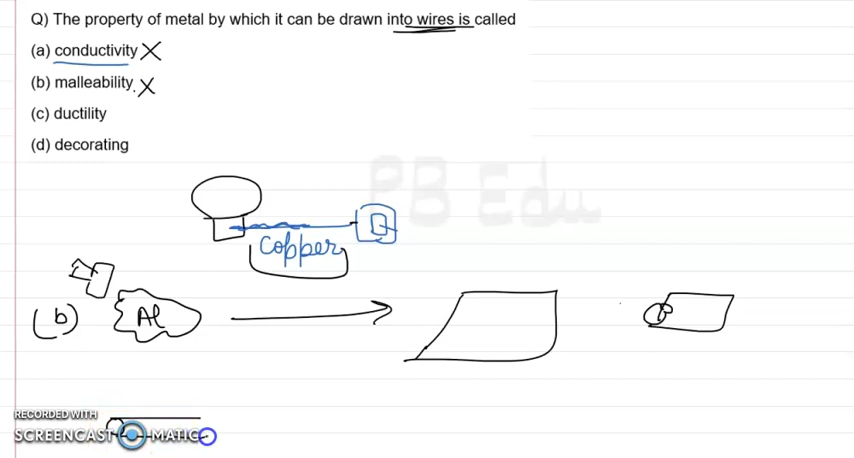 Q) The property of metal by which it can be drawn into wires is called
(a) conductivity X
(b) malleability. X
(c) ductility
(d) decorating
PB Edu
Copper
(b) Al
RECORDED WITH
SCREENCAST-O-MATIC